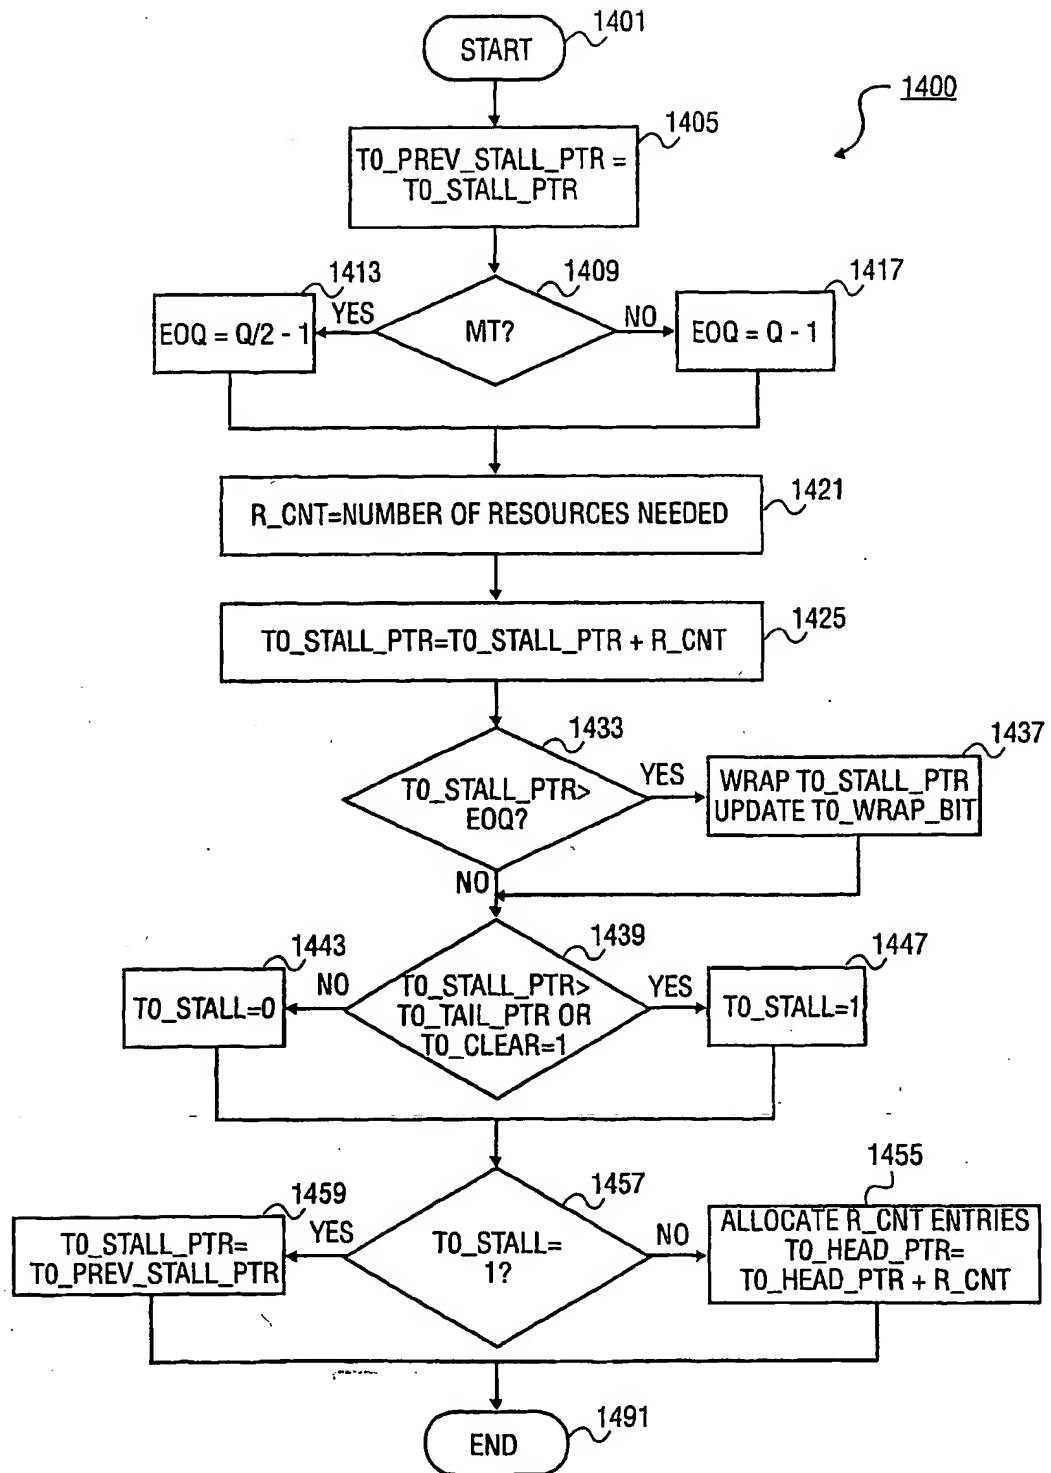 START
1401
1400
1405
T0_PREV_STALL_PTR =
T0_STALL_PTR
1413
1409
1417
EOQ = Q/2 - 1
YES
MT?
NO
EOQ = Q - 1
R_CNT=NUMBER OF RESOURCES NEEDED
1421
T0_STALL_PTR=T0_STALL_PTR + R_CNT
1425
1433
1437
T0_STALL_PTR>
EOQ?
YES
WRAP T0_STALL_PTR
UPDATE T0_WRAP_BIT
NO
1443
1439
1447
T0_STALL=0
NO
T0_STALL_PTR>
T0_TAIL_PTR OR
T0_CLEAR=1
YES
T0_STALL=1
1459
1457
1455
T0_STALL_PTR=
T0_PREV_STALL_PTR
YES
T0_STALL=
1?
NO
ALLOCATE R_CNT ENTRIES
T0_HEAD_PTR=
T0_HEAD_PTR + R_CNT
END
1491